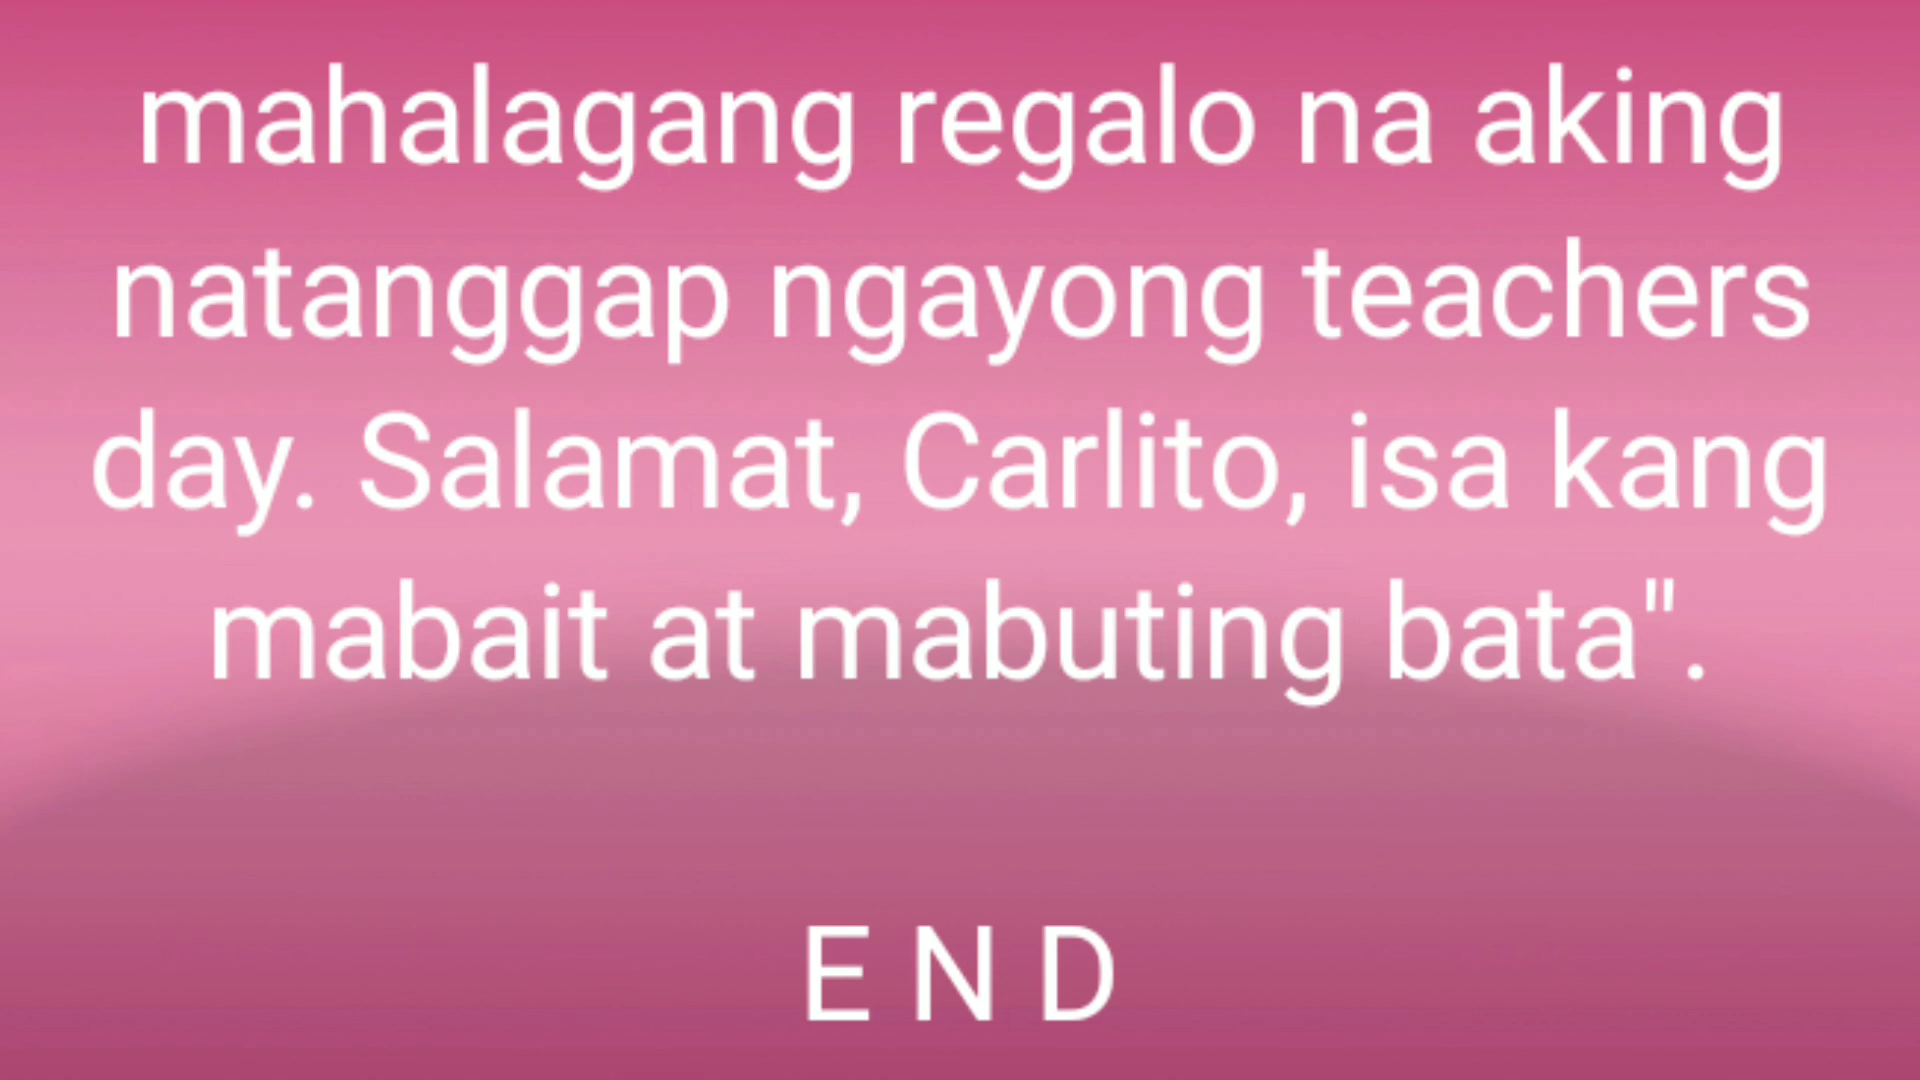 mahalagang regalo na aking
natanggap ngayong teachers
day. Salamat, Carlito, isa kang
mabait at mabuting bata".
E N D